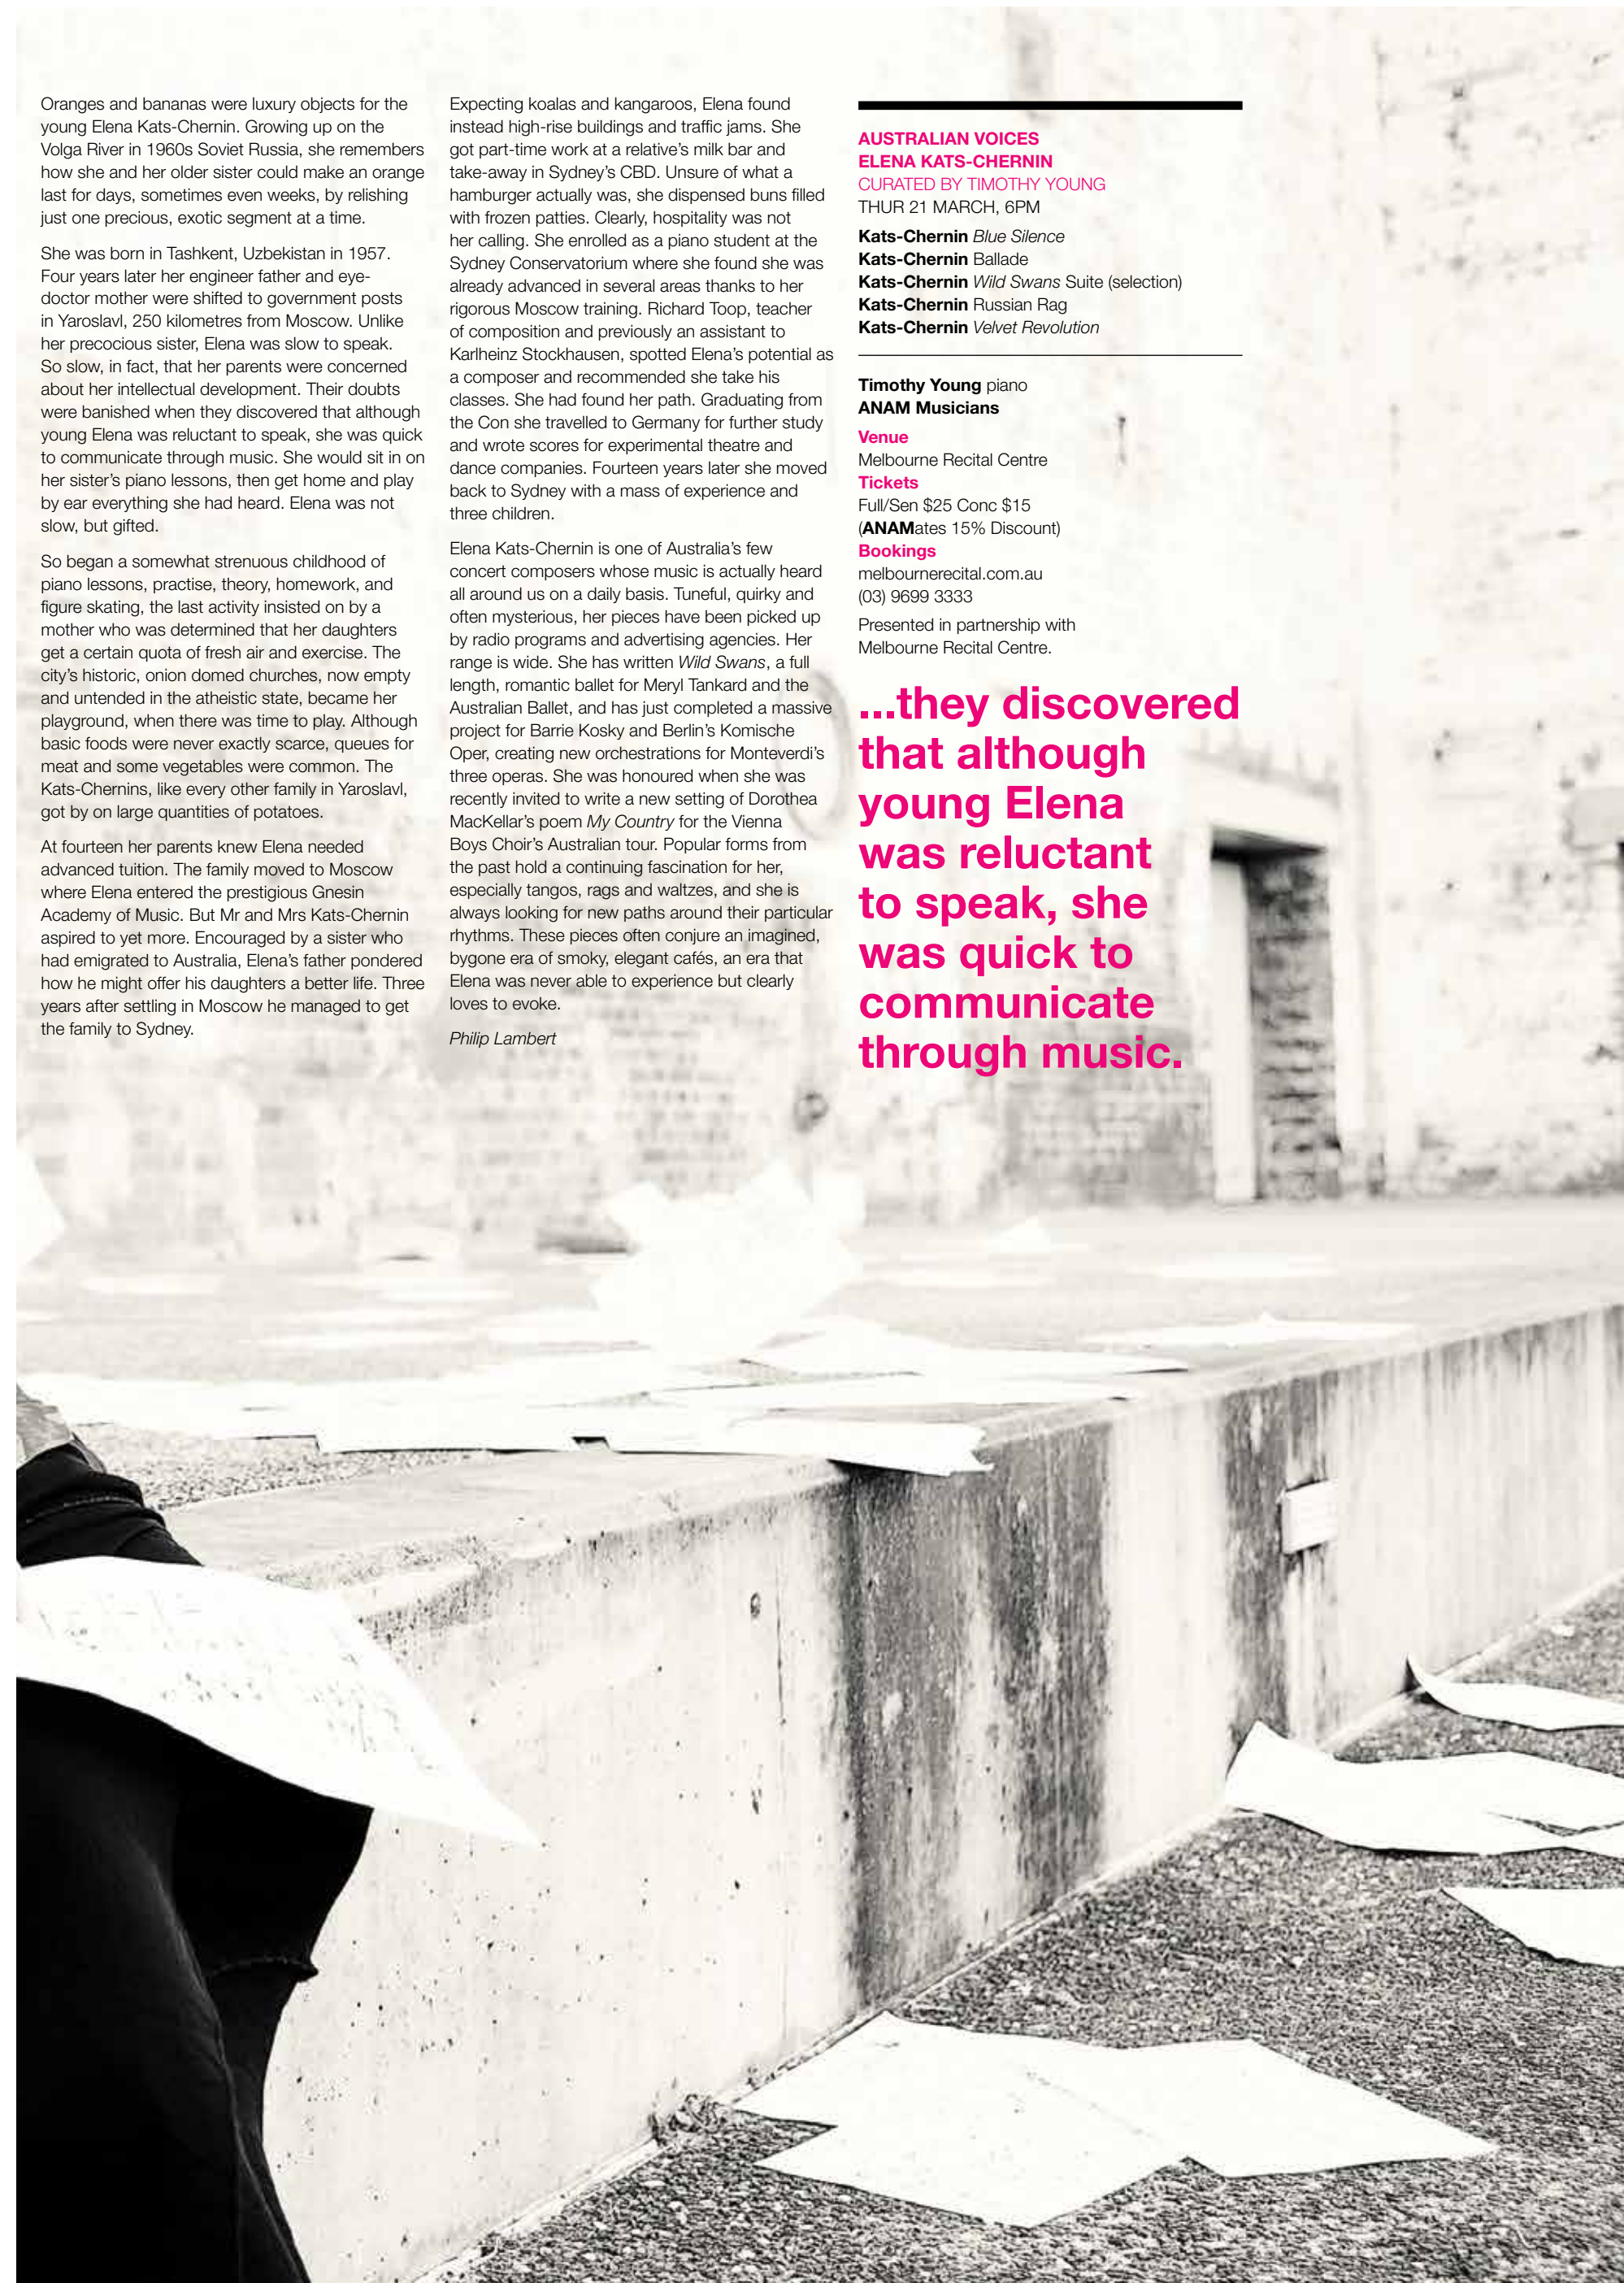 Oranges and bananas were luxury objects for the
young Elena Kats-Chernin. Growing up on the
Volga River in 1960s Soviet Russia, she remembers
how she and her older sister could make an orange
last for days, sometimes even weeks, by relishing
just one precious, exotic segment at a time.
She was born in Tashkent, Uzbekistan in 1957.
Four years later her engineer father and eye-
doctor mother were shifted to government posts
in Yaroslavl, 250 kilometres from Moscow. Unlike
her precocious sister, Elena was slow to speak.
So slow, in fact, that her parents were concerned
about her intellectual development. Their doubts
were banished when they discovered that although
young Elena was reluctant to speak, she was quick
to communicate through music. She would sit in on
her sister's piano lessons, then get home and play
by ear everything she had heard. Elena was not
slow, but gifted.
So began a somewhat strenuous childhood of
piano lessons, practise, theory, homework, and
figure skating, the last activity insisted on by a
mother who was determined that her daughters
get a certain quota of fresh air and exercise. The
city's historic, onion domed churches, now empty
and untended in the atheistic state, became her
playground, when there was time to play. Although
basic foods were never exactly scarce, queues for
meat and some vegetables were common. The
Kats-Chernins, like every other family in Yaroslavl,
got by on large quantities of potatoes.
At fourteen her parents knew Elena needed
advanced tuition. The family moved to Moscow
where Elena entered the prestigious Gnesin
Academy of Music. But Mr and Mrs Kats-Chernin
aspired to yet more. Encouraged by a sister who
had emigrated to Australia, Elena's father pondered
how he might offer his daughters a better life. Three
years after settling in Moscow he managed to get
the family to Sydney.
Expecting koalas and kangaroos, Elena found
instead high-rise buildings and traffic jams. She
got part-time work at a relative's milk bar and
take-away in Sydney's CBD. Unsure of what a
hamburger actually was, she dispensed buns filled
with frozen patties. Clearly, hospitality was not
her calling. She enrolled as a piano student at the
Sydney Conservatorium where she found she was
already advanced in several areas thanks to her
rigorous Moscow training. Richard Toop, teacher
of composition and previously an assistant to
Karlheinz Stockhausen, spotted Elena's potential as
a composer and recommended she take his
classes. She had found her path. Graduating from
the Con she travelled to Germany for further study
and wrote scores for experimental theatre and
dance companies. Fourteen years later she moved
back to Sydney with a mass of experience and
three children.
Elena Kats-Chernin is one of Australia's few
concert composers whose music is actually heard
all around us on a daily basis. Tuneful, quirky and
often mysterious, her pieces have been picked up
by radio programs and advertising agencies. Her
range is wide. She has written Wild Swans, a full
length, romantic ballet for Meryl Tankard and the
Australian Ballet, and has just completed a massive
project for Barrie Kosky and Berlin's Komische
Oper, creating new orchestrations for Monteverdi's
three operas. She was honoured when she was
recently invited to write a new setting of Dorothea
MacKellar's poem My Country for the Vienna
Boys Choir's Australian tour. Popular forms from
the past hold a continuing fascination for her,
especially tangos, rags and waltzes, and she is
always looking for new paths around their particular
rhythms. These pieces often conjure an imagined,
bygone era of smoky, elegant cafés, an era that
Elena was never able to experience but clearly
loves to evoke.
Philip Lambert
AUSTRALIAN VOICES
ELENA KATS-CHERNIN
CURATED BY TIMOTHY YOUNG
THUR 21 MARCH, 6PM
Kats-Chernin Blue Silence
Kats-Chernin Ballade
Kats-Chernin Wild Swans Suite (selection)
Kats-Chernin Russian Rag
Kats-Chernin Velvet Revolution
Timothy Young piano
ANAM Musicians
Venue
Melbourne Recital Centre
Tickets
Full/Sen $25 Conc $15
(ANAMates 15% Discount)
Bookings
melbournerecital.com.au
(03) 9699 3333
Presented in partnership with
Melbourne Recital Centre.
...they discovered
that although
young Elena
was reluctant
to speak, she
was quick to
communicate
through music.